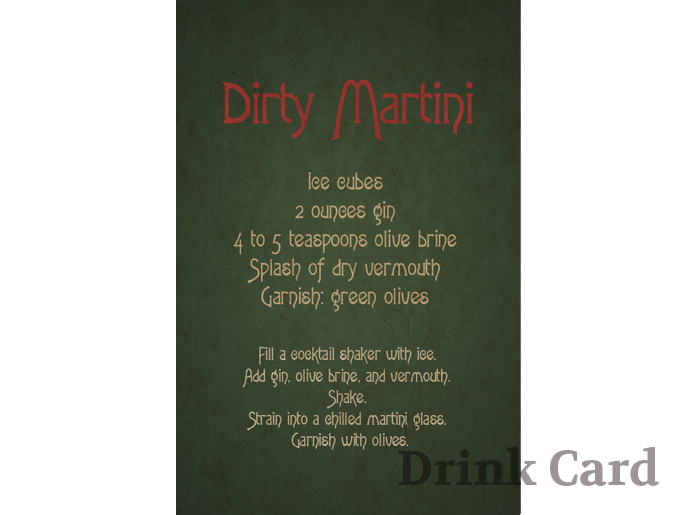 Dirty Martini
Ice cubes
2 ounces gin
4 to 5 teaspoons olive brine
Splash of dry vermouth
Garnish: green olives
Fill a cocktail shaker with ice.
Add gin, olive brine, and vermouth.
Shake.
Strain into a chilled martini glass.
Garnish with olives.
Drink Card